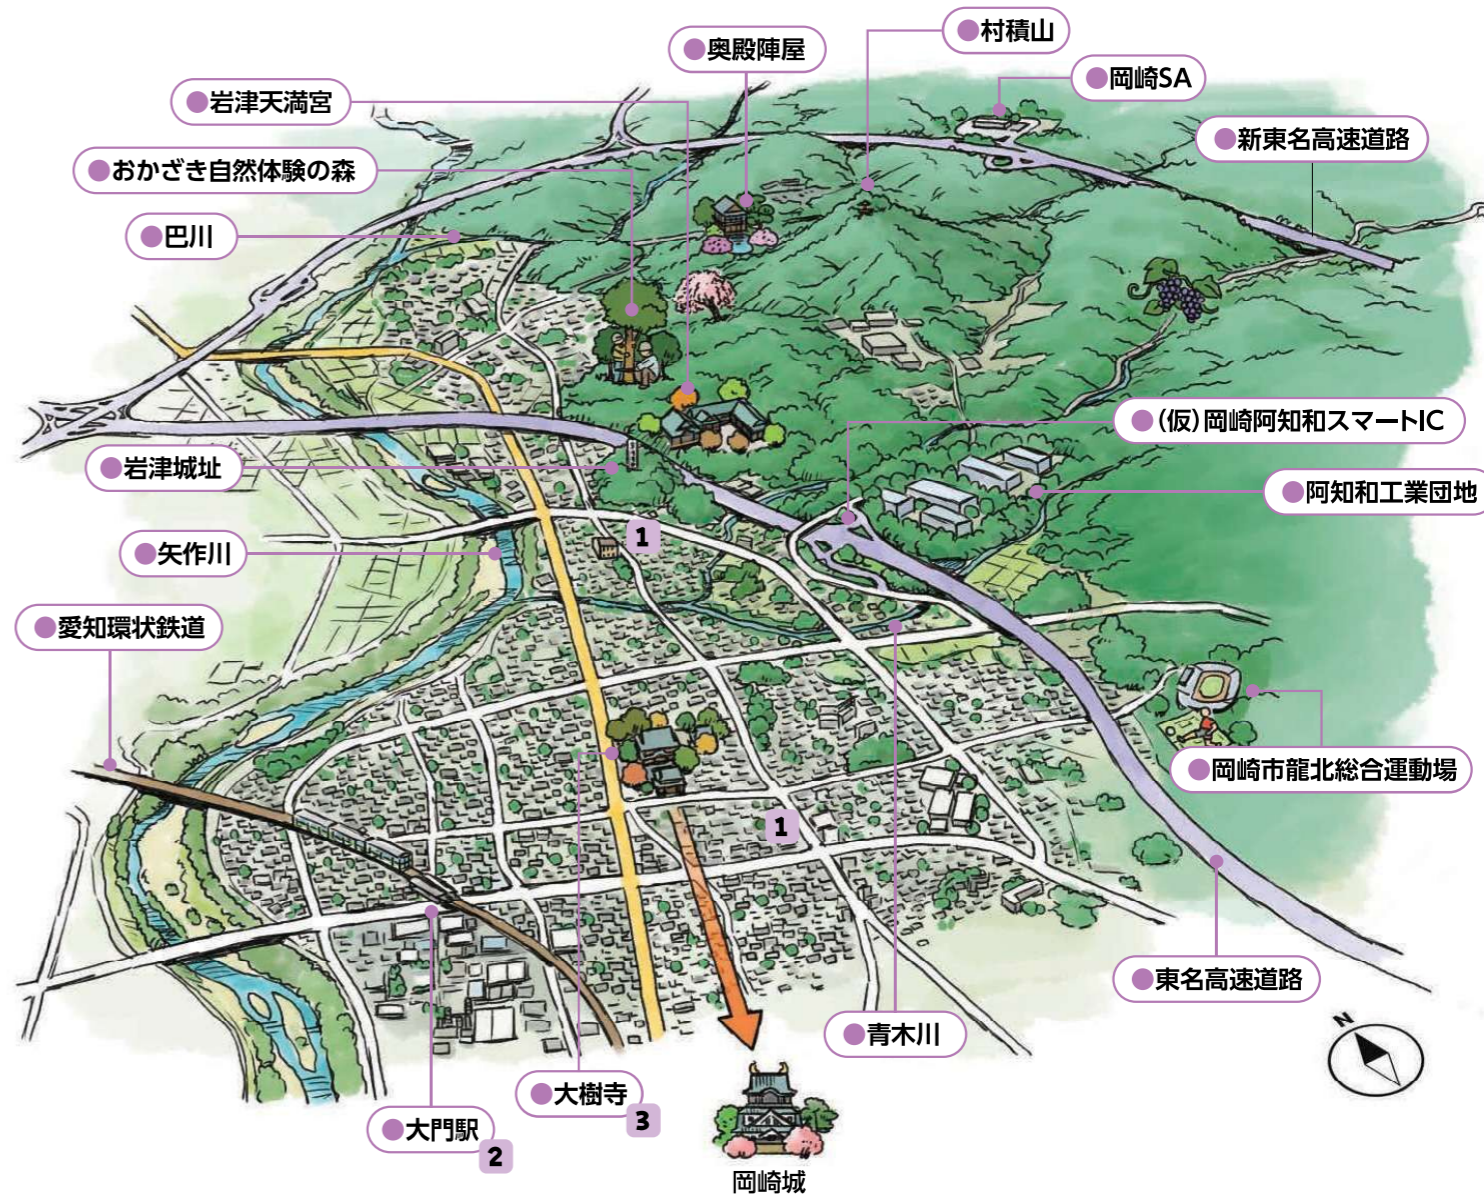 ●村積山
●奥殿陣屋
●岡崎SA
●岩津天満宮
●新東名高速道路
●おかざき自然体験の森
●巴川
●(仮)岡崎阿知和スマートIC
●岩津城址
●阿知和工業団地
1
●矢作川
●愛知環状鉄道
●岡崎市龍北総合運動場
1
●東名高速道路
N
●青木川
●大樹寺
3
●大門駅
2
岡崎城